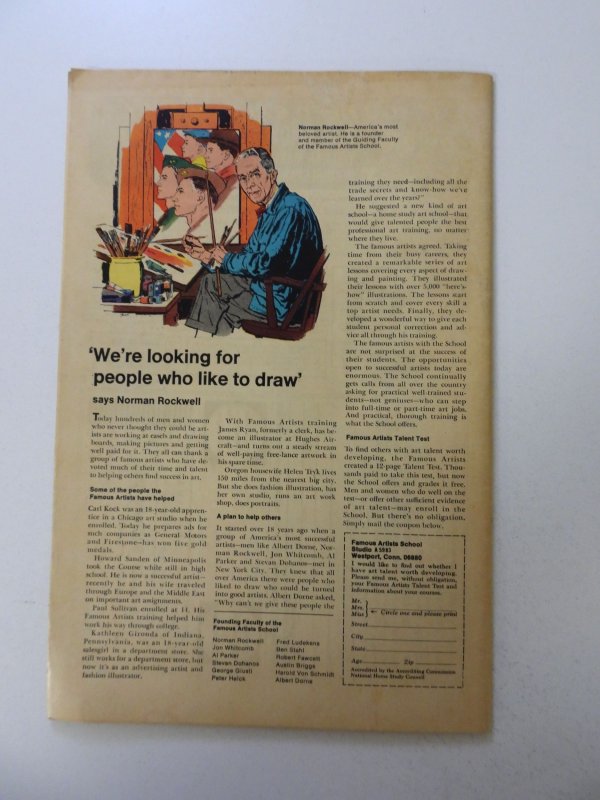 Norman Rockwell—America's most
beloved artist. He is a founder
and member of the Guiding Faculty
of the Famous Artists School.
'We're looking for
people who like to draw'
says Norman Rockwell
Today hundreds of men and women
who never thought they could be art-
ists are working at easels and drawing
boards, making pictures and getting
well paid for it. They all can thank a
group of famous artists who have de-
voted much of their time and talent
to helping others find success in art.
Some of the people the
Famous Artists have helped
Carl Kock was an 18-year-old appren-
tice in a Chicago art studio when he
enrolled. Today he prepares ads for
such companies as General Motors
and Firestone—has won five gold
medals.
Howard Sanden of Minneapolis
took the Course while still in high
school. He is now a successful artist—
recently he and his wife traveled
through Europe and the Middle East
on important art assignments.
Paul Sullivan enrolled at 14. His
Famous Artists training helped him
work his way through college.
Kathleen Gironda of Indiana,
Pennsylvania, was an 18-year-old
salesgirl in a department store. She
still works for a department store, but
now it's as an advertising artist and
fashion illustrator.
With Famous Artists training
James Ryan, formerly a clerk, has be-
come an illustrator at Hughes Air-
craft—and turns out a steady stream
of well-paying free-lance artwork in
his spare time.
Oregon housewife Helen Tryk lives
150 miles from the nearest big city.
But she does fashion illustration, has
her own studio, runs an art work
shop, does portraits.
A plan to help others
It started over 18 years ago when a
group of America's most successful
artists—men like Albert Dorne, Nor-
man Rockwell, Jon Whitcomb, Al
Parker and Stevan Dohanos—met in
New York City. They knew that all
over America there were people who
liked to draw who could be turned
into good artists. Albert Dorne asked,
"Why can't we give these people the
Founding Faculty of the
Famous Artists School
Norman Rockwell
Jon Whitcomb
Al Parker
Stevan Dohanos
George Giusti
Peter Helck
Fred Ludekens
Ben Stahl
Robert Fawcett
Austin Briggs
Harold Von Schmidt
Albert Dorne
training they need—including all the
trade secrets and know-how we've
learned over the years?"
He suggested a new kind of art
school—a home study art school—that
would give talented people the best
professional art training, no matter
where they live.
The famous artists agreed. Taking
time from their busy careers, they
created a remarkable series of art
lessons covering every aspect of draw-
ing and painting. They illustrated
their lessons with over 5,000 "here's-
how" illustrations. The lessons start
from scratch and cover every skill a
top artist needs. Finally, they de-
veloped a wonderful way to give each
student personal correction and ad-
vice all through his training.
The famous artists with the School
are not surprised at the success of
their students. The opportunities
open to successful artists today are
enormous. The School continually
gets calls from all over the country
asking for practical well-trained stu-
dents—not geniuses—who can step
into full-time or part-time art jobs.
And practical, thorough training is
what the School offers.
Famous Artists Talent Test
To find others with art talent worth
developing, the Famous Artists
created a 12-page Talent Test. Thou-
sands paid to take this test, but now
the School offers and grades it free.
Men and women who do well on the
test—or offer other sufficient evidence
of art talent—may enroll in the
School. But there's no obligation.
Simply mail the coupon below.
Famous Artists School
Studio A 5983
Westport, Conn. 06880
I would like to find out whether I
have art talent worth developing.
Please send me, without obligation,
your Famous Artists Talent Test and
information about your courses.
Mr.
Mrs.
Miss ← Circle one and please print
Street
City
State
Age Zip
Accredited by the Accrediting Commission
National Home Study Council